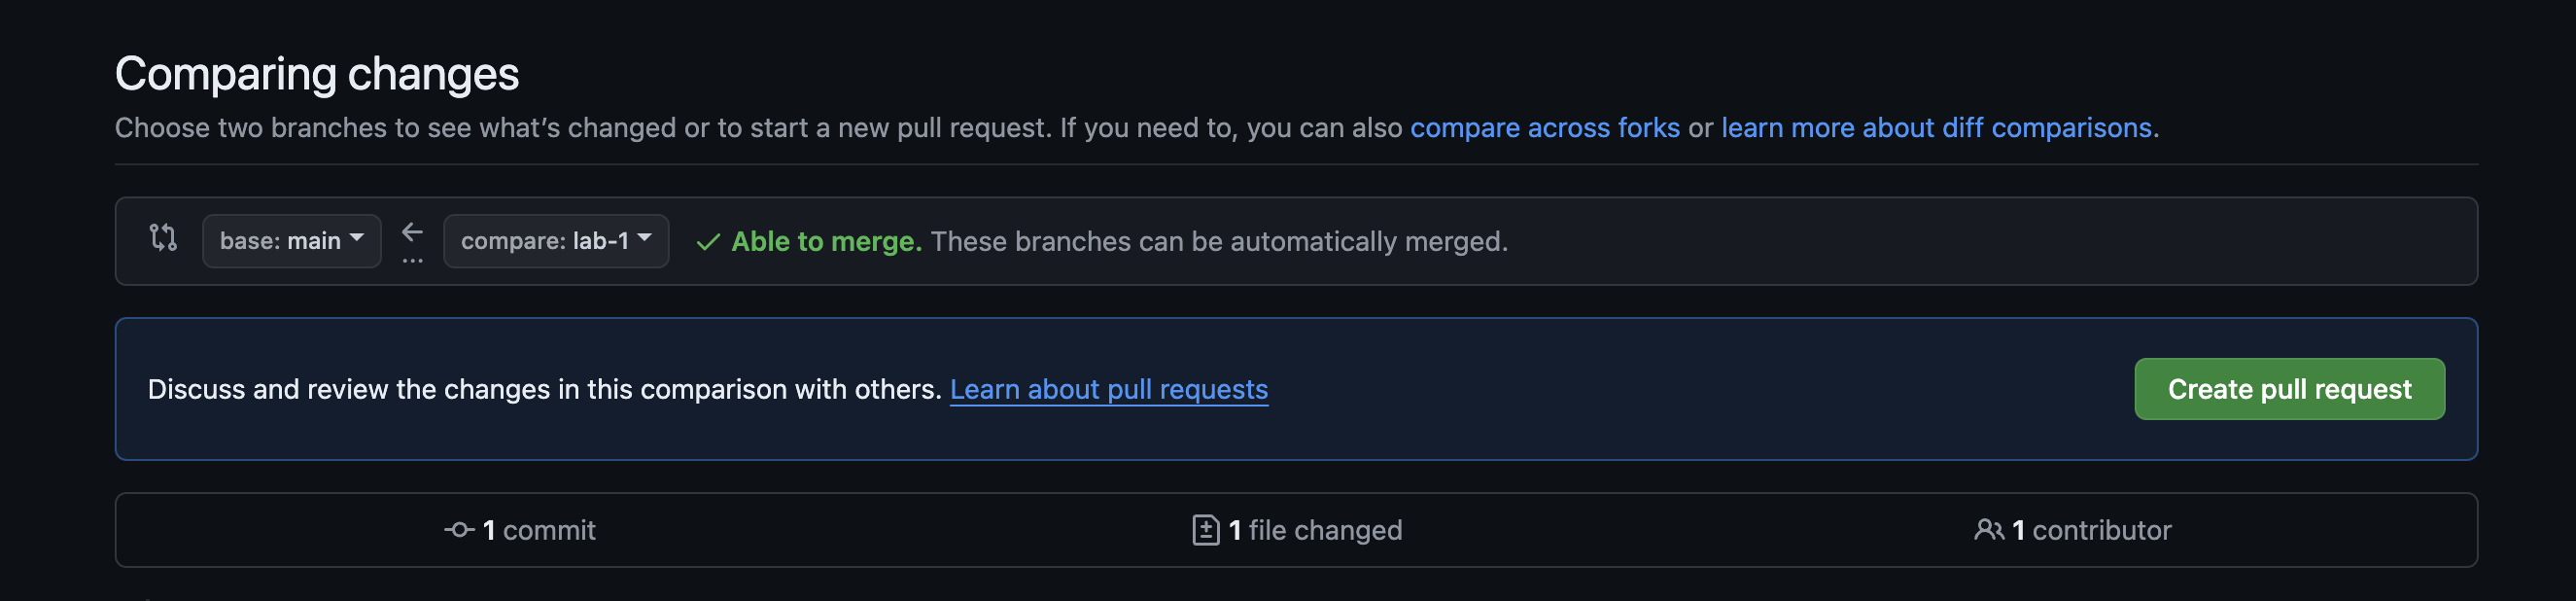 Comparing changes
Choose two branches to see what’s changed or to start a new pull request. If you need to, you can also compare across forks or learn more about diff comparisons.
base: main ← ... compare: lab-1 ✓ Able to merge. These branches can be automatically merged.
Discuss and review the changes in this comparison with others. Learn about pull requests Create pull request
1 commit 1 file changed 1 contributor